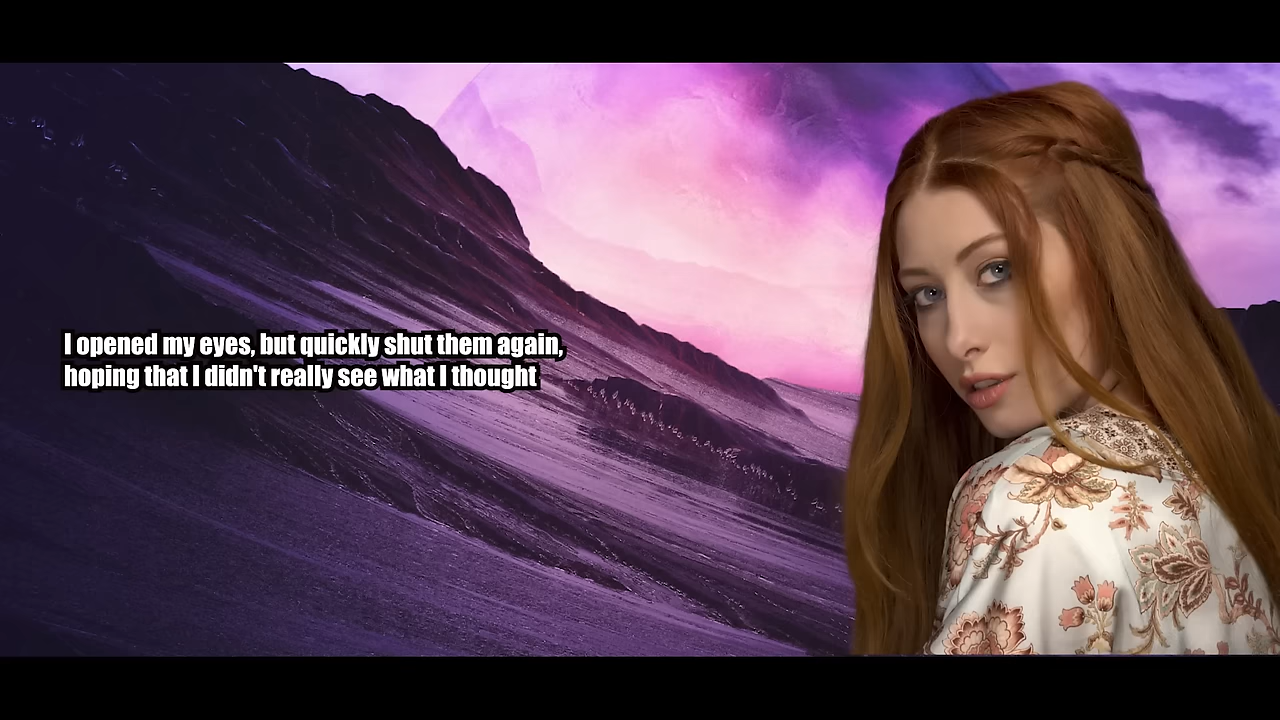 I opened my eyes, but quickly shut them again,
hoping that I didn't really see what I thought